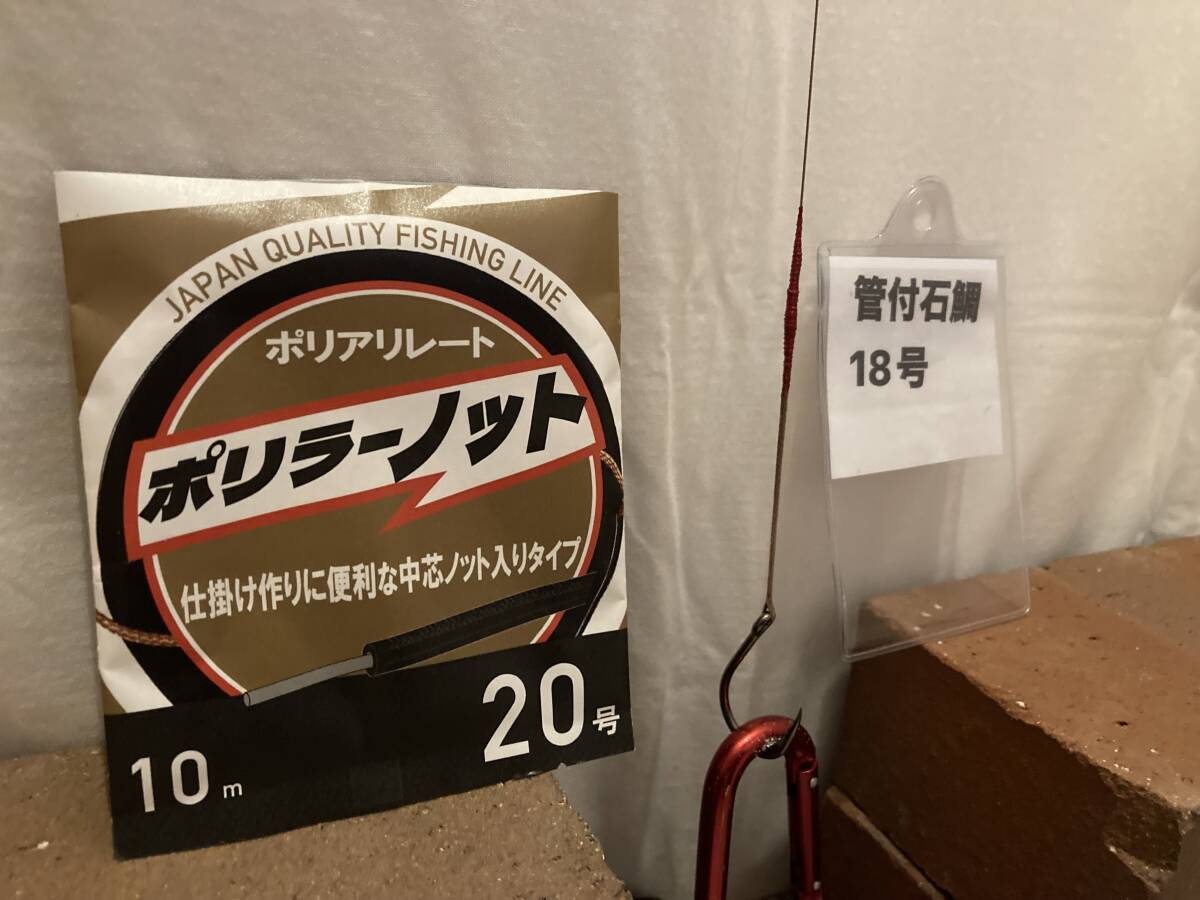 JAPAN QUALITY FISHING LINE
ポリアリレート
ポリラーノット
仕掛け作りに便利な中芯ノット入りタイプ
10m
20号
管付石鯛
18号